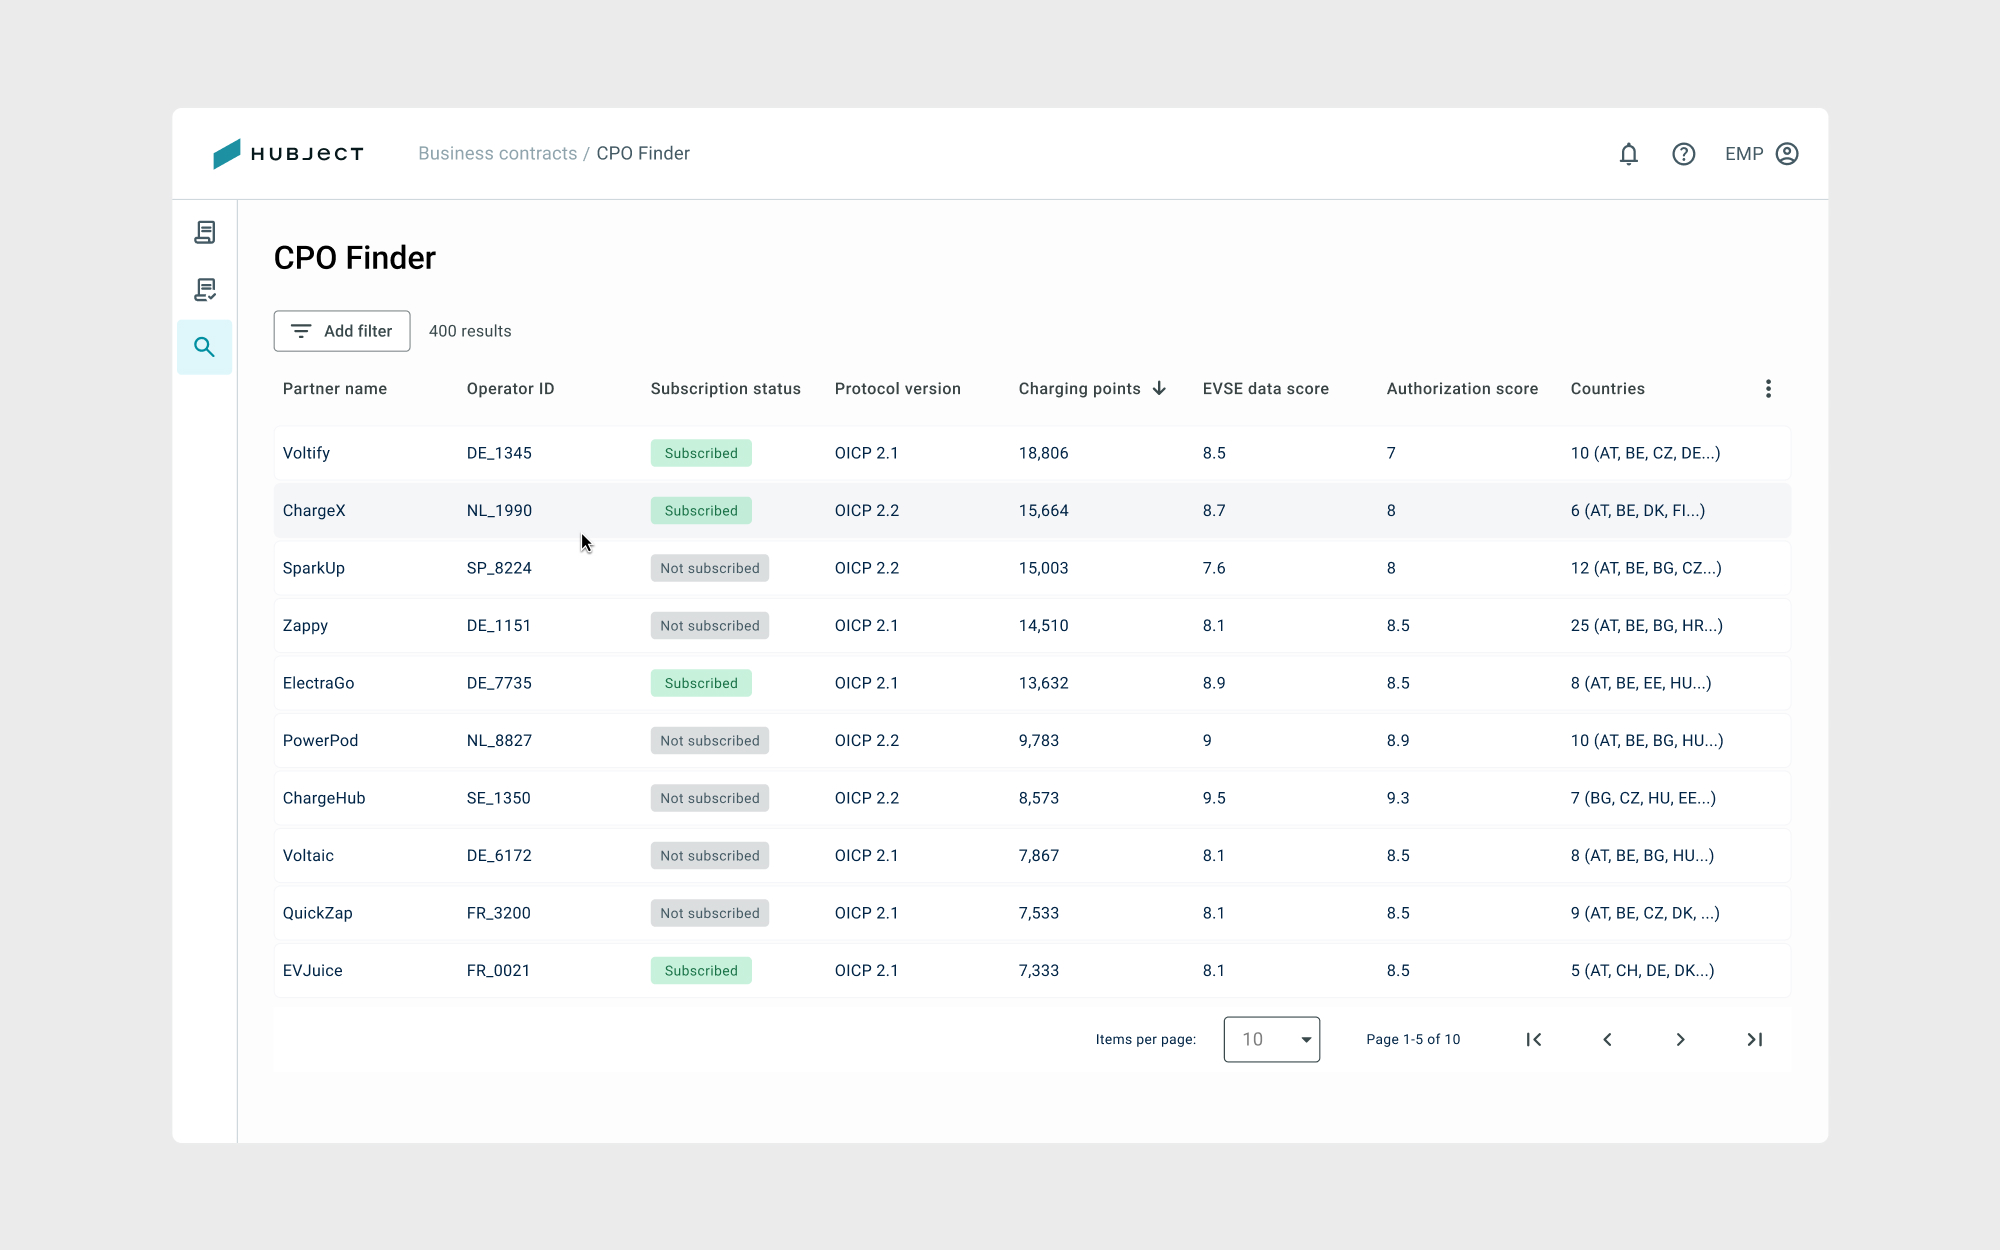 HUBJECT
Business contracts / CPO Finder
EMP
CPO Finder
Add filter
400 results
Partner name Operator ID Subscription status Protocol version Charging points EVSE data score Authorization score Countries
Voltify DE_1345 Subscribed OICP 2.1 18,806 8.5 7 10 (AT, BE, CZ, DE...)
ChargeX NL_1990 Subscribed OICP 2.2 15,664 8.7 8 6 (AT, BE, DK, FI...)
SparkUp SP_8224 Not subscribed OICP 2.2 15,003 7.6 8 12 (AT, BE, BG, CZ...)
Zappy DE_1151 Not subscribed OICP 2.1 14,510 8.1 8.5 25 (AT, BE, BG, HR...)
ElectraGo DE_7735 Subscribed OICP 2.1 13,632 8.9 8.5 8 (AT, BE, EE, HU...)
PowerPod NL_8827 Not subscribed OICP 2.2 9,783 9 8.9 10 (AT, BE, BG, HU...)
ChargeHub SE_1350 Not subscribed OICP 2.2 8,573 9.5 9.3 7 (BG, CZ, HU, EE...)
Voltaic DE_6172 Not subscribed OICP 2.1 7,867 8.1 8.5 8 (AT, BE, BG, HU...)
QuickZap FR_3200 Not subscribed OICP 2.1 7,533 8.1 8.5 9 (AT, BE, CZ, DK, ...)
EVJuice FR_0021 Subscribed OICP 2.1 7,333 8.1 8.5 5 (AT, CH, DE, DK...)
Items per page: 10 Page 1-5 of 10